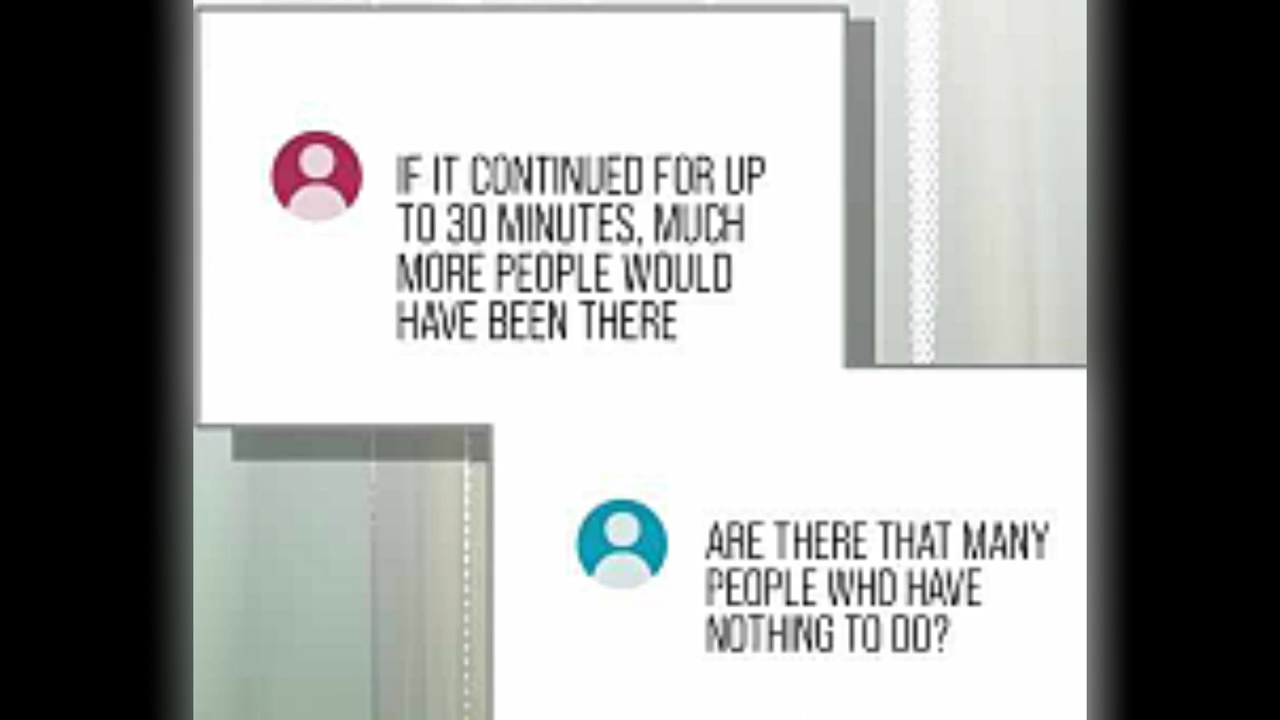 IF IT CONTINUED FOR UP
TO 30 MINUTES, MUCH
MORE PEOPLE WOULD
HAVE BEEN THERE
ARE THERE THAT MANY
PEOPLE WHO HAVE
NOTHING TO DO?